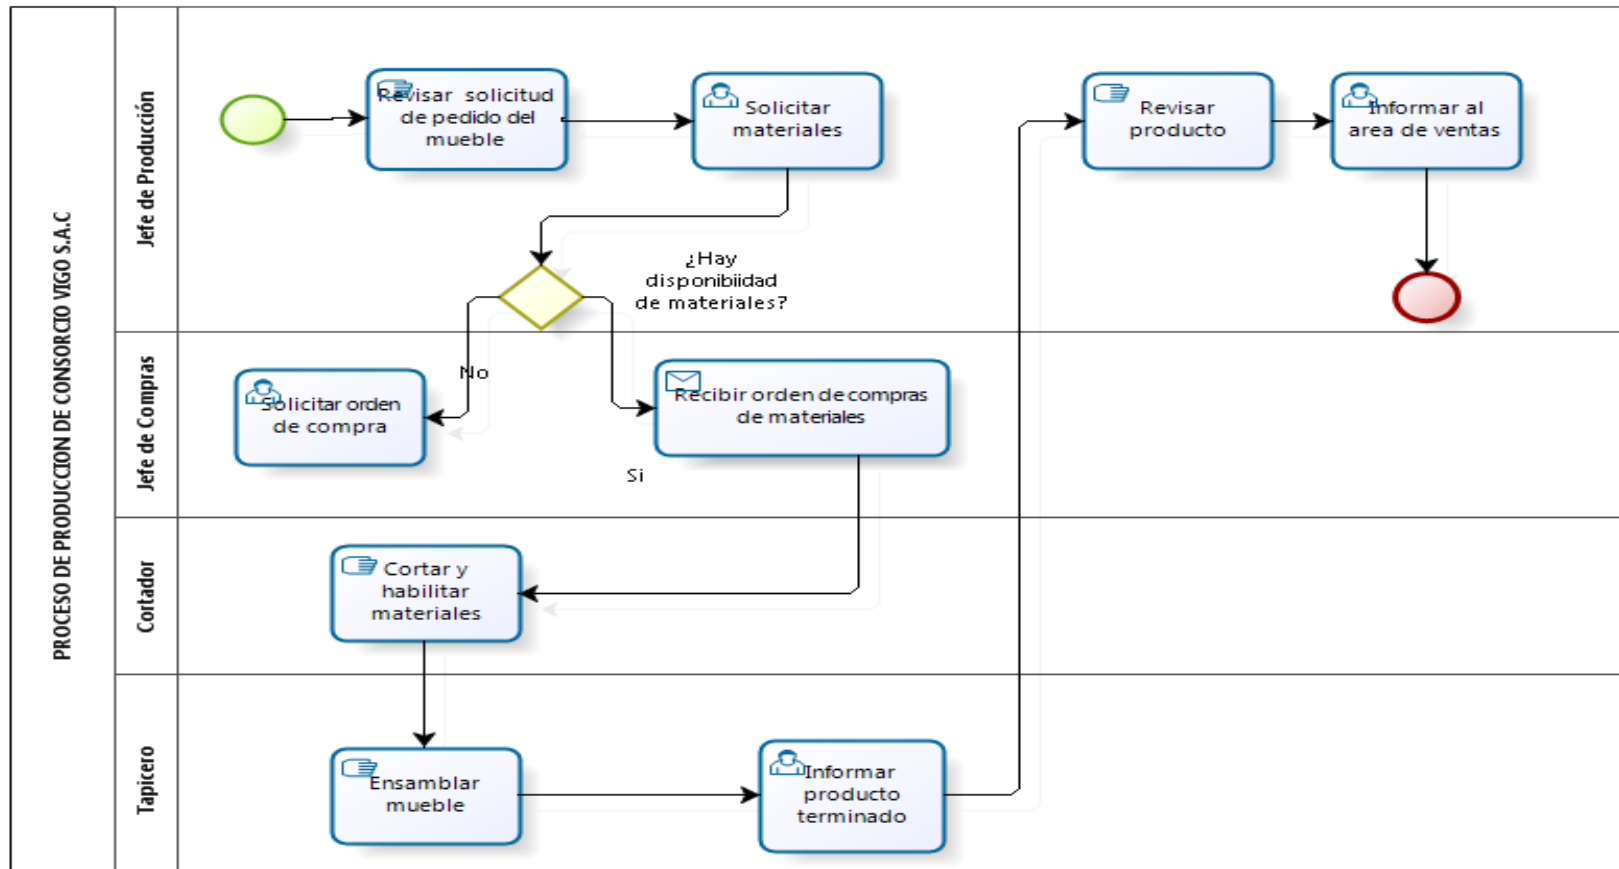 PROCESO DE PRODUCCION DE CONSORCIO VIGO S.A.C
Jefe de Producción
Revisar solicitud
de pedido del
mueble
Solicitar
materiales
Revisar
producto
Informar al
area de ventas
¿Hay
disponibiidad
de materiales?
Jefe de Compras
No
Solicitar orden
de compra
Recibir orden de compras
de materiales
Si
Cortador
Cortar y
habilitar
materiales
Tapicero
Ensamblar
mueble
Informar
producto
terminado